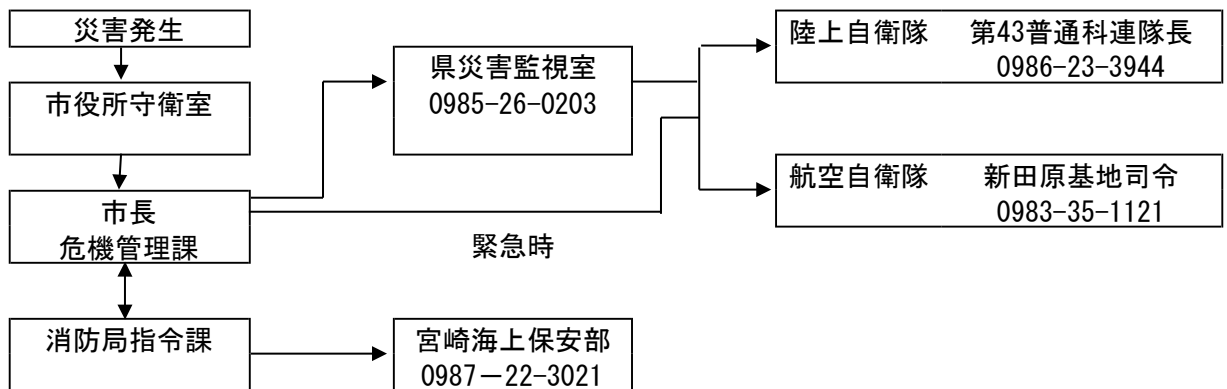 災害発生
市役所守衛室
市長
危機管理課
消防局指令課
県災害監視室
0985-26-0203
緊急時
宮崎海上保安部
0987－22-3021
陸上自衛隊　第43普通科連隊長
0986-23-3944
航空自衛隊　新田原基地司令
0983-35-1121